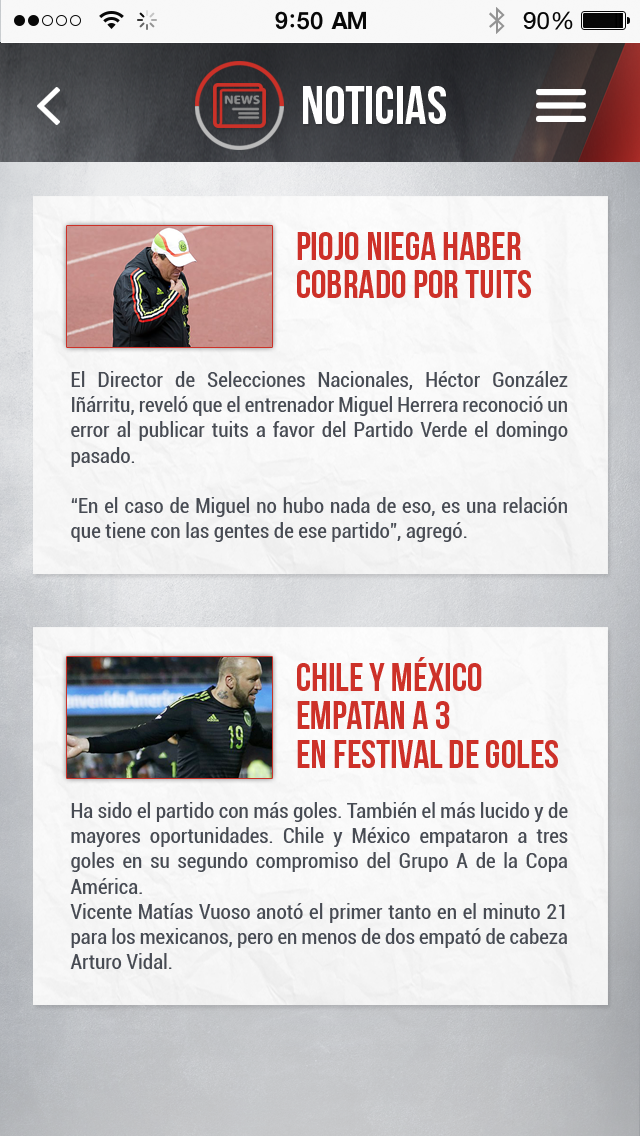 9:50 AM
90%
NEWS
NOTICIAS
PIOJO NIEGA HABER
COBRADO POR TUITS
El Director de Selecciones Nacionales, Héctor González
Iñárritu, reveló que el entrenador Miguel Herrera reconoció un
error al publicar tuits a favor del Partido Verde el domingo
pasado.
“En el caso de Miguel no hubo nada de eso, es una relación
que tiene con las gentes de ese partido”, agregó.
envenidaAmérica
19
CHILE Y MÉXICO
EMPATAN A 3
EN FESTIVAL DE GOLES
Ha sido el partido con más goles. También el más lucido y de
mayores oportunidades. Chile y México empataron a tres
goles en su segundo compromiso del Grupo A de la Copa
América.
Vicente Matías Vuoso anotó el primer tanto en el minuto 21
para los mexicanos, pero en menos de dos empató de cabeza
Arturo Vidal.